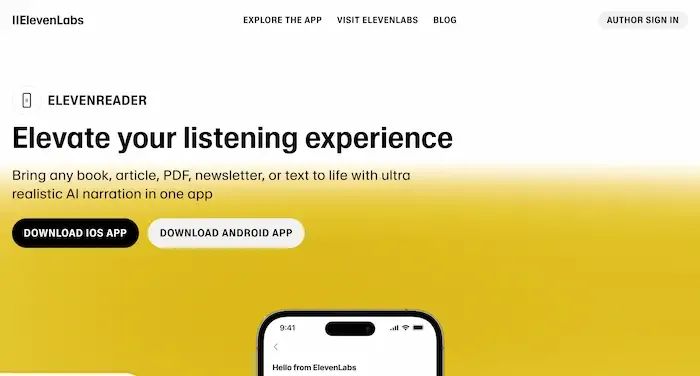 IIElevenLabs
EXPLORE THE APP
VISIT ELEVENLABS
BLOG
AUTHOR SIGN IN
ELEVENREADER
Elevate your listening experience
Bring any book, article, PDF, newsletter, or text to life with ultra
realistic AI narration in one app
DOWNLOAD IOS APP
DOWNLOAD ANDROID APP
9:41
Hello from ElevenLabs